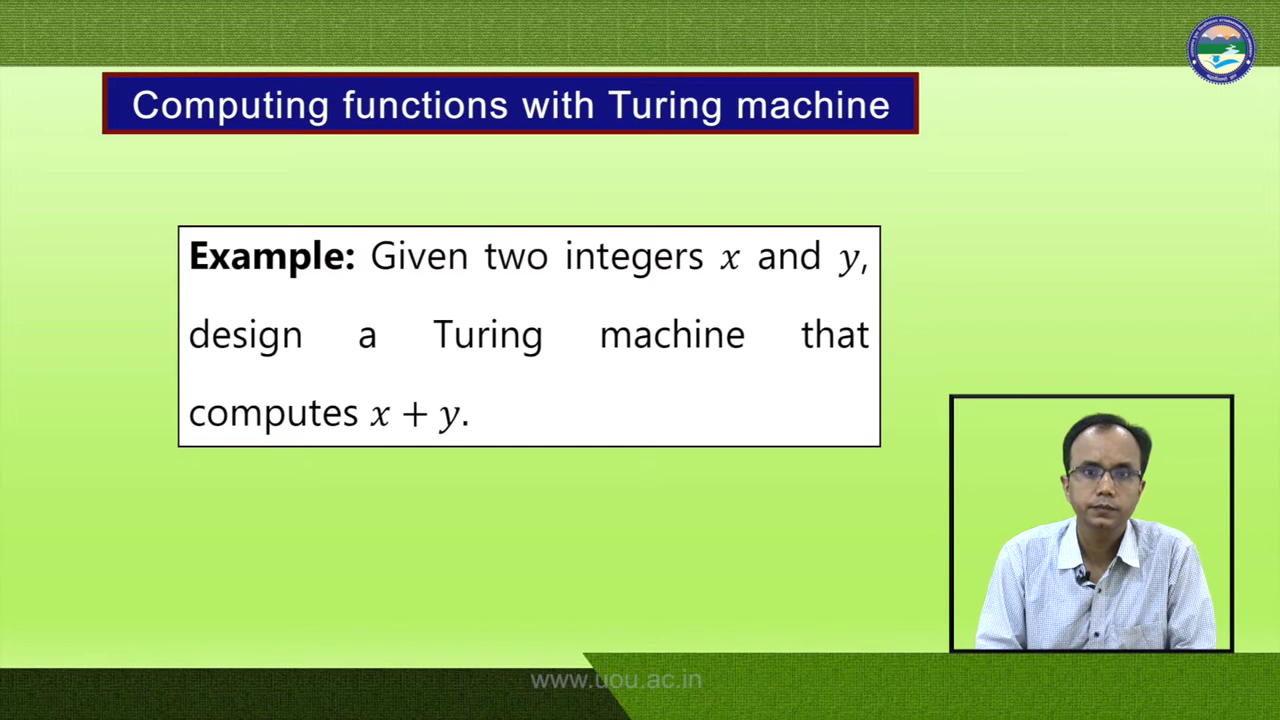 Computing functions with Turing machine
Example: Given two integers x and y,
design a Turing machine that
computes x + y.
www.uou.ac.in